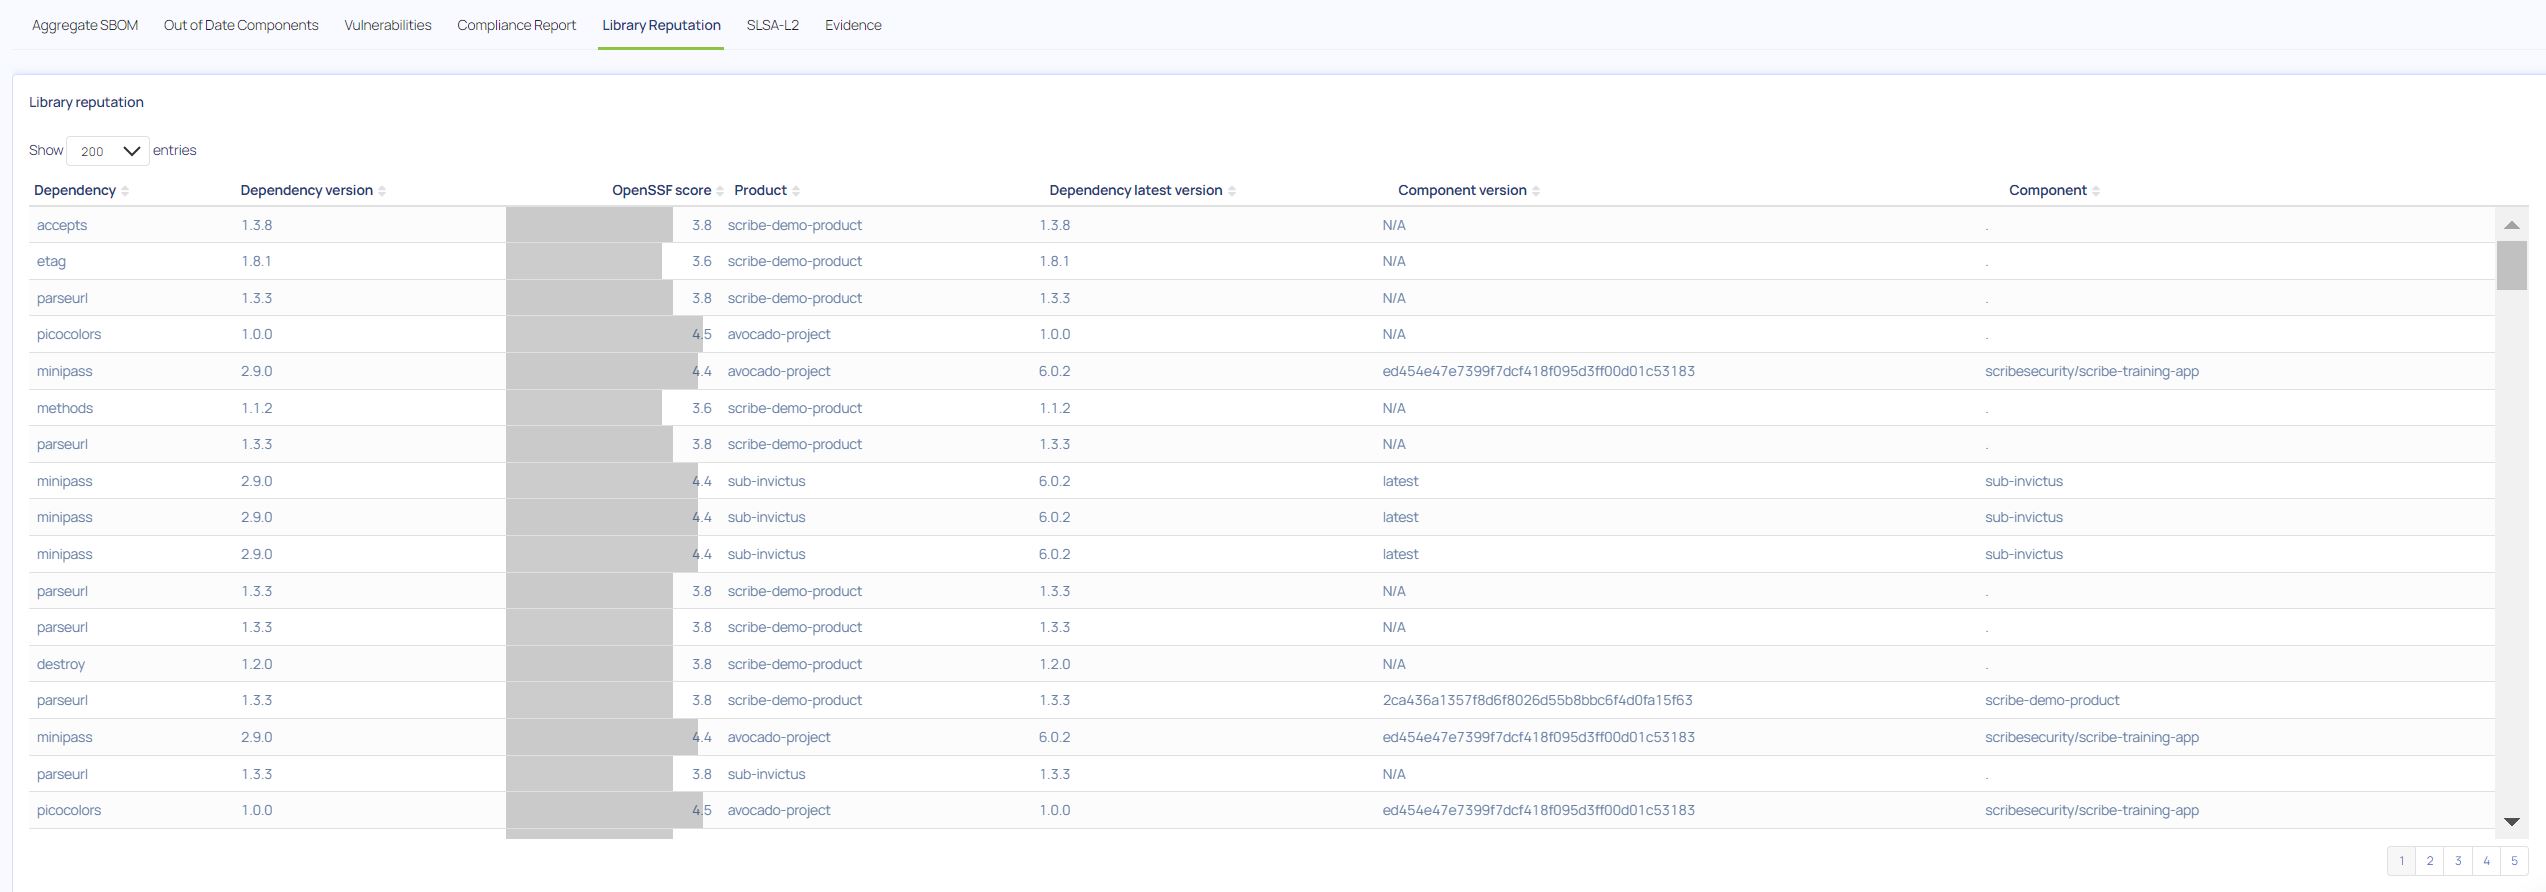 Aggregate SBOM Out of Date Components Vulnerabilities Compliance Report Library Reputation SLSA-L2 Evidence
Library reputation
Show 200 entries
Dependency Dependency version OpenSSF score Product Dependency latest version Component version Component
accepts 1.3.8 3.8 scribe-demo-product 1.3.8 N/A .
etag 1.8.1 3.6 scribe-demo-product 1.8.1 N/A .
parseurl 1.3.3 3.8 scribe-demo-product 1.3.3 N/A .
picocolors 1.0.0 4.5 avocado-project 1.0.0 N/A .
minipass 2.9.0 4.4 avocado-project 6.0.2 ed454e47e7399f7dcf418f095d3ff00d01c53183 scribesecurity/scribe-training-app
methods 1.1.2 3.6 scribe-demo-product 1.1.2 N/A .
parseurl 1.3.3 3.8 scribe-demo-product 1.3.3 N/A .
minipass 2.9.0 4.4 sub-invictus 6.0.2 latest sub-invictus
minipass 2.9.0 4.4 sub-invictus 6.0.2 latest sub-invictus
minipass 2.9.0 4.4 sub-invictus 6.0.2 latest sub-invictus
parseurl 1.3.3 3.8 scribe-demo-product 1.3.3 N/A .
parseurl 1.3.3 3.8 scribe-demo-product 1.3.3 N/A .
destroy 1.2.0 3.8 scribe-demo-product 1.2.0 N/A .
parseurl 1.3.3 3.8 scribe-demo-product 1.3.3 2ca436a1357f8d6f8026d55b8bbc6f4d0fa15f63 scribe-demo-product
minipass 2.9.0 4.4 avocado-project 6.0.2 ed454e47e7399f7dcf418f095d3ff00d01c53183 scribesecurity/scribe-training-app
parseurl 1.3.3 3.8 sub-invictus 1.3.3 N/A .
picocolors 1.0.0 4.5 avocado-project 1.0.0 ed454e47e7399f7dcf418f095d3ff00d01c53183 scribesecurity/scribe-training-app
1 2 3 4 5